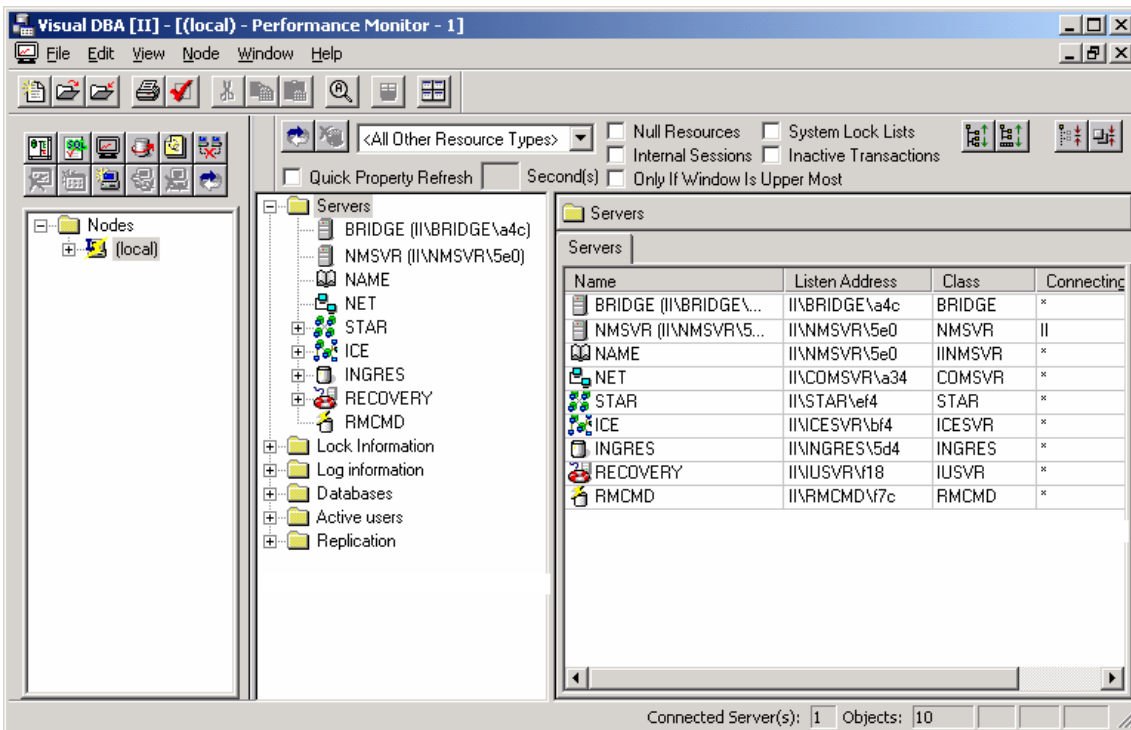 Visual DBA [II] - [(local) - Performance Monitor - 1]
File Edit View Node Window Help
<All Other Resource Types>
Null Resources
System Lock Lists
Internal Sessions
Inactive Transactions
Quick Property Refresh
Second(s)
Only If Window Is Upper Most
Nodes
(local)
Servers
BRIDGE (II\BRIDGE\a4c)
NMSVR (II\NMSVR\5e0)
NAME
NET
STAR
ICE
INGRES
RECOVERY
RMCMD
Lock Information
Log information
Databases
Active users
Replication
Servers
Servers
Name Listen Address Class Connecting
BRIDGE (II\BRIDGE\... II\BRIDGE\a4c BRIDGE *
NMSVR (II\NMSVR\5... II\NMSVR\5e0 NMSVR II
NAME II\NMSVR\5e0 IINMSVR *
NET II\COMSVR\a34 COMSVR *
STAR II\STAR\ef4 STAR *
ICE II\ICESVR\bf4 ICESVR *
INGRES II\INGRES\5d4 INGRES *
RECOVERY II\IUSVR\f18 IUSVR *
RMCMD II\RMCMD\f7c RMCMD *
Connected Server(s): 1 Objects: 10